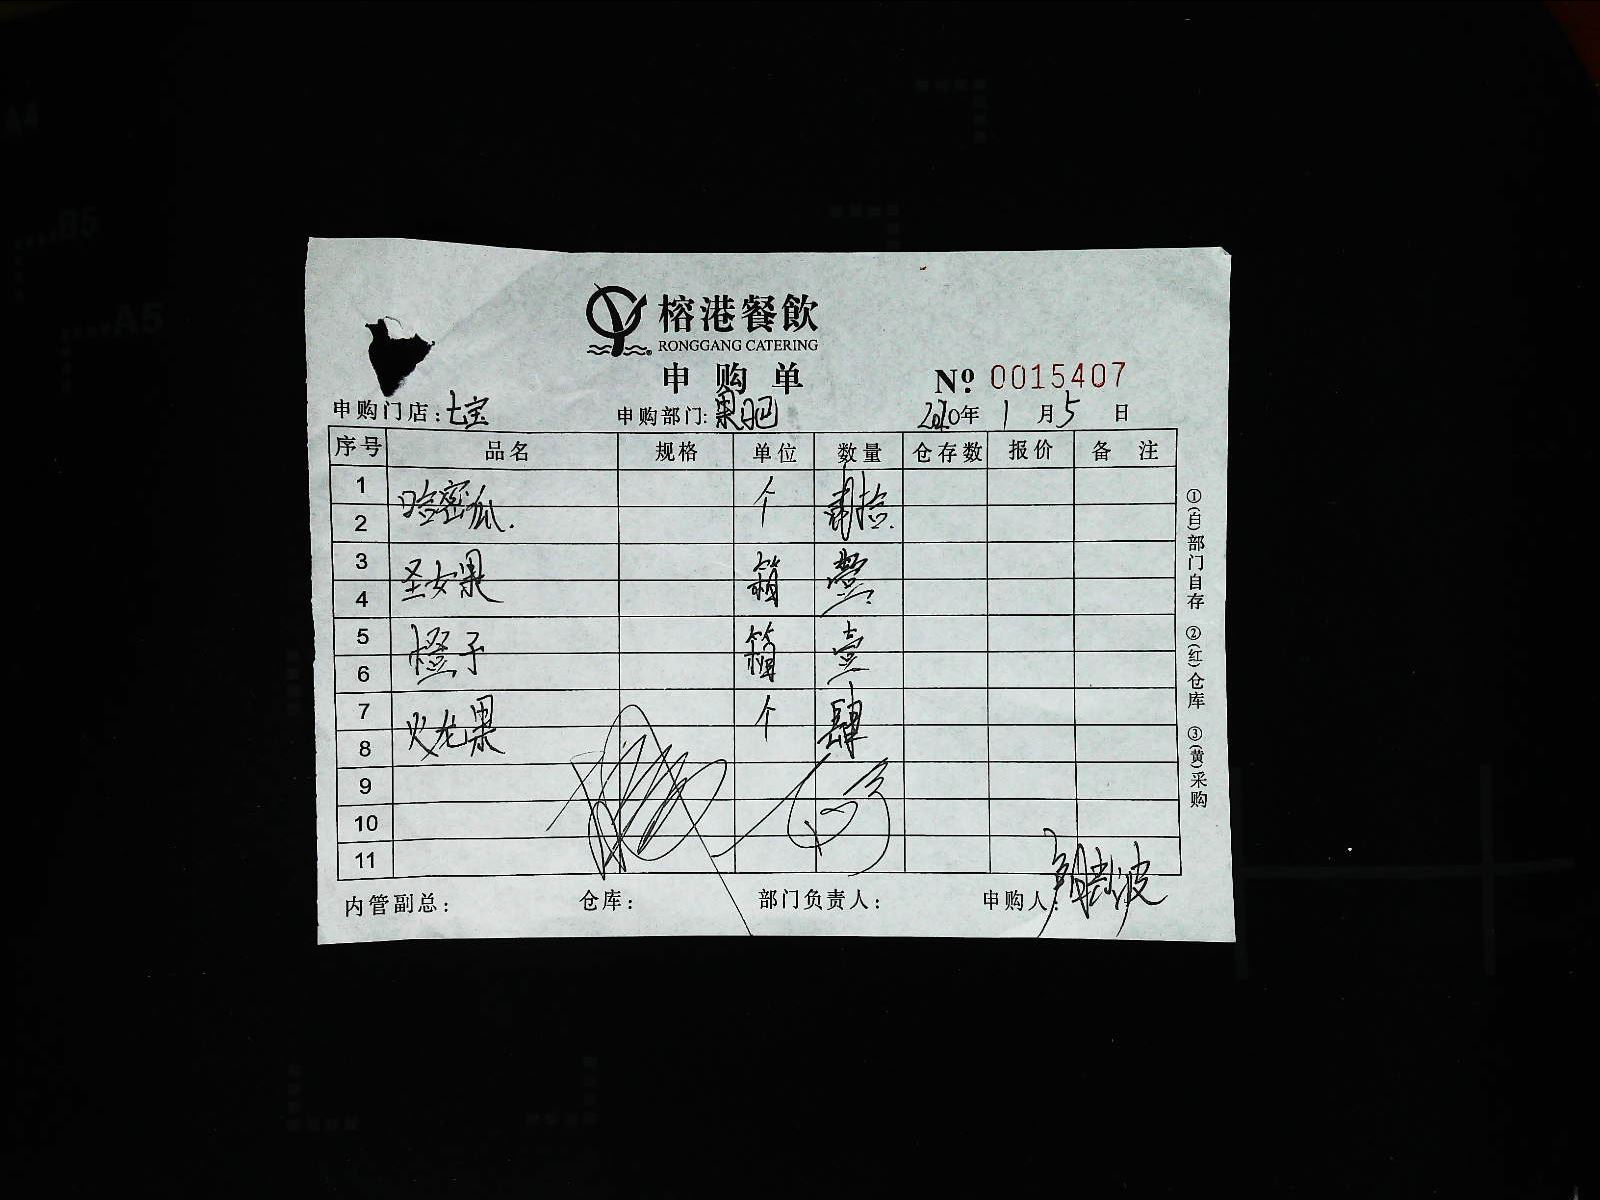 榕港餐飲
RONGGANG CATERING
申购单
№ 0015407
申购门店：七宝 申购部门：果吧 2020年1月5日
序号 品名 规格 单位 数量 仓存数 报价 备注
1
哈密瓜. 个 拾
2
3
圣女果 箱 壹
4
5
橙子 箱 壹
6
7
火龙果 个 肆
8
9
10
11
内管副总： 仓库： 部门负责人： 申购人：
①(白)部门自存 ②(红)仓库 ③(黄)采购
A4
B5
A5